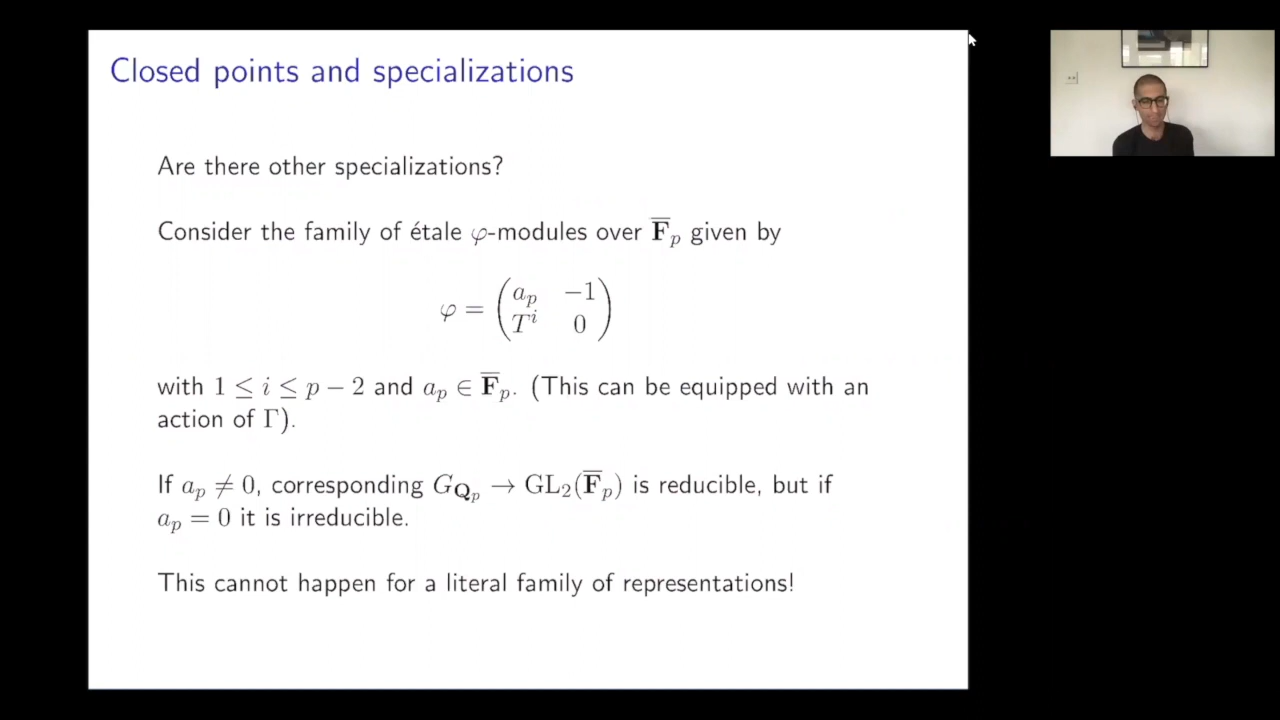 Closed points and specializations
Are there other specializations?
Consider the family of étale φ-modules over F̅_p given by
φ = ( a_p −1
T^i 0 )
with 1 ≤ i ≤ p − 2 and a_p ∈ F̅_p. (This can be equipped with an
action of Γ).
If a_p ≠ 0, corresponding G_{Q_p} → GL_2(F̅_p) is reducible, but if
a_p = 0 it is irreducible.
This cannot happen for a literal family of representations!